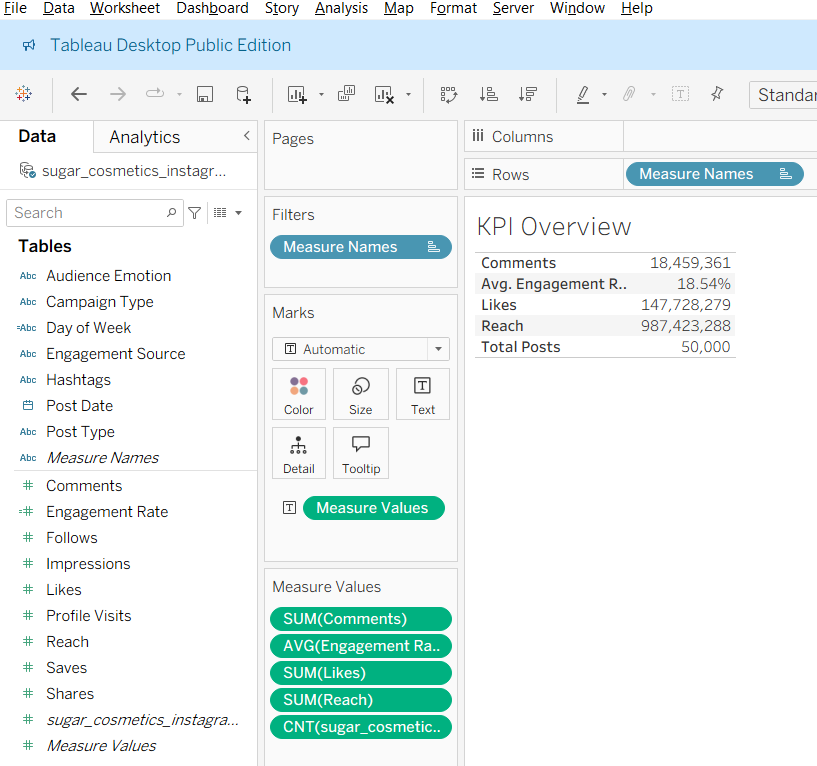 File Data Worksheet Dashboard Story Analysis Map Format Server Window Help
Tableau Desktop Public Edition
Standar
Data Analytics
sugar_cosmetics_instagr...
Search
Tables
Abc Audience Emotion
Abc Campaign Type
=Abc Day of Week
Abc Engagement Source
Abc Hashtags
Post Date
Abc Post Type
Abc Measure Names
# Comments
=# Engagement Rate
# Follows
# Impressions
# Likes
# Profile Visits
# Reach
# Saves
# Shares
# sugar_cosmetics_instagra...
# Measure Values
Pages
Filters
Measure Names
Marks
T Automatic
Color Size T Text
Detail Tooltip
T Measure Values
Measure Values
SUM(Comments)
AVG(Engagement Ra..
SUM(Likes)
SUM(Reach)
CNT(sugar_cosmetic..
Columns
Rows Measure Names
KPI Overview
Comments 18,459,361
Avg. Engagement R.. 18.54%
Likes 147,728,279
Reach 987,423,288
Total Posts 50,000